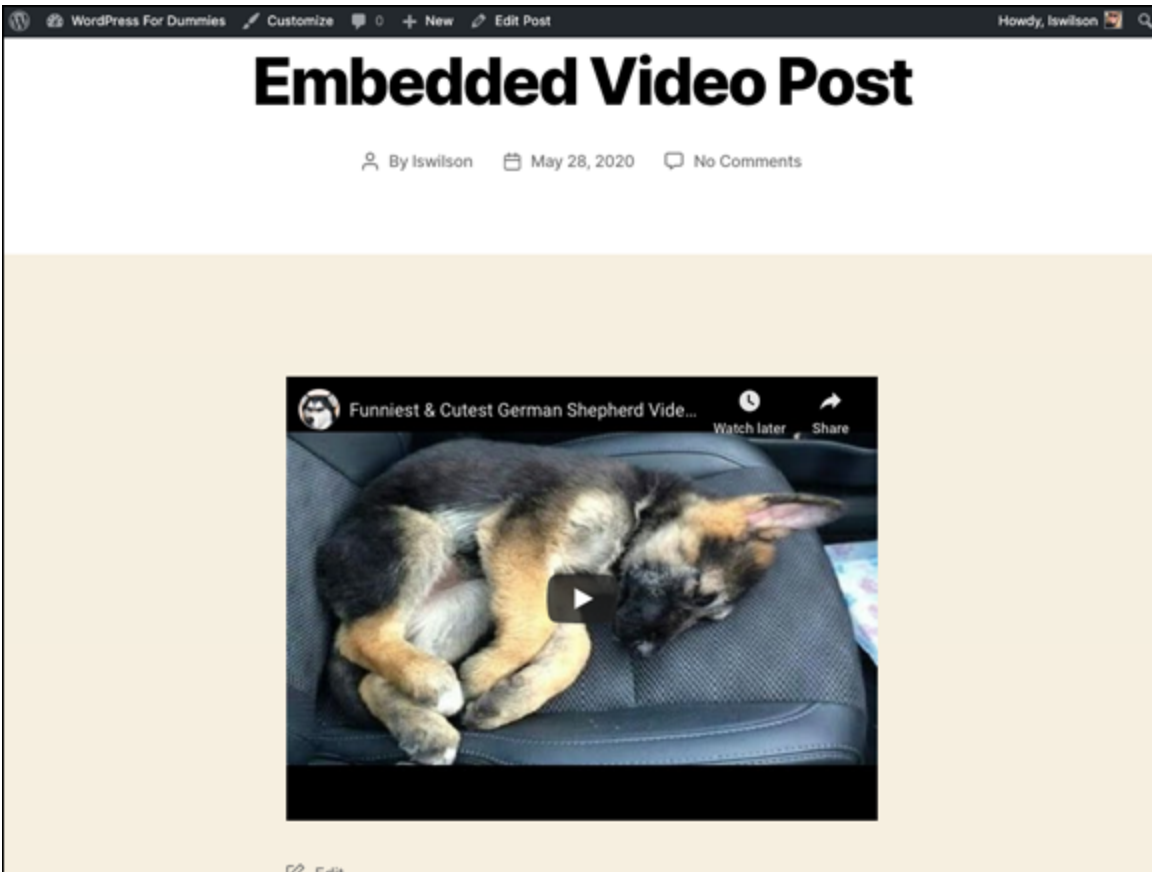 WordPress For Dummies Customize 0 New Edit Post Howdy, lswilson
Embedded Video Post
By lswilson May 28, 2020 No Comments
Funniest & Cutest German Shepherd Vide...
Watch later Share
Edit